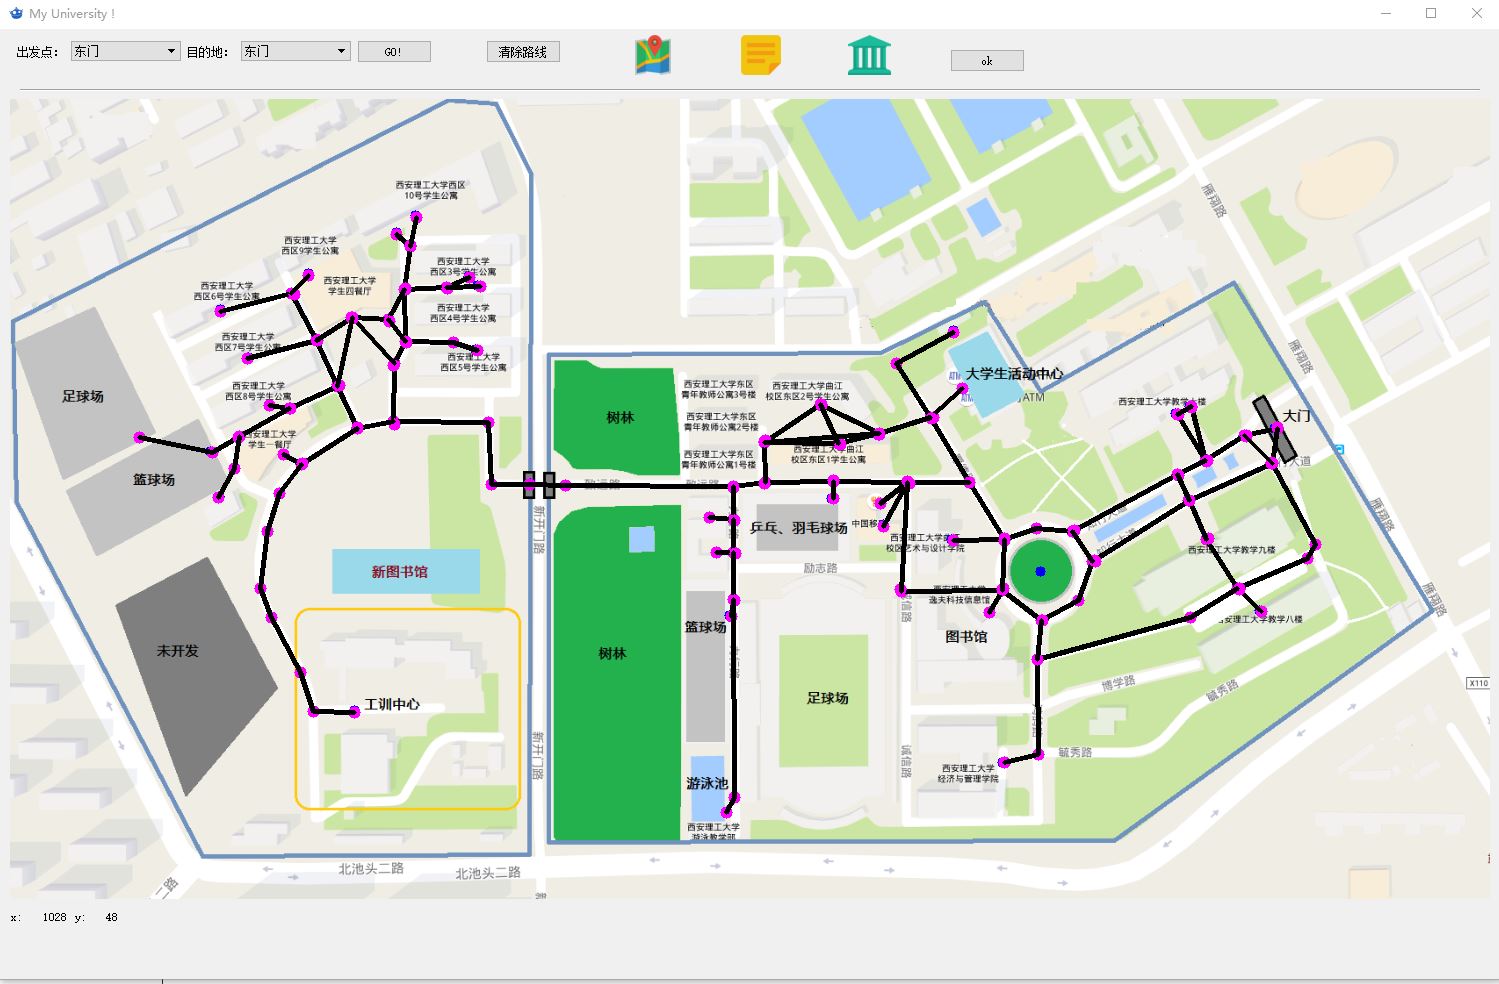 My University !
出发点： 东门 目的地： 东门 GO! 清除路线 ok
西安理工大学西区
10号学生公寓
西安理工大学
西区9学生公寓
西安理工大学
学生四餐厅
西安理工大学
西区3号学生公寓
西安理工大学
西区6号学生公寓
西安理工大学
西区4号学生公寓
西安理工大学
西区7号学生公寓
西安理工大学
西区5号学生公寓
西安理工大学
西区8号学生公寓
西安理工大学
学生一餐厅
足球场
篮球场
未开发
新图书馆
工训中心
树林
树林
西安理工大学东区
青年教师公寓3号楼
西安理工大学东区
青年教师公寓2号楼
西安理工大学东区
青年教师公寓1号楼
西安理工大学曲江
校区东区2号学生公寓
校区东区1学生公寓
大学生活动中心
ATM
西安理工大学教学
大门
大道
雁翔路
雁翔路
雁翔路
雁翔路
乒乓、羽毛球场
中国移
校区艺术与设计学院
励志路
西安理工大学
逸夫科技信息馆
图书馆
西安理工大学教学九楼
西安理工大学教学八楼
篮球场
足球场
游泳池
西安理工大学
游泳教学部
诚信路
博学路
毓秀路
毓秀路
西安理工大学
经济与管理学院
新开门路
新开门路
北池头二路
北池头二路
二路
X110
x: 1028 y: 48